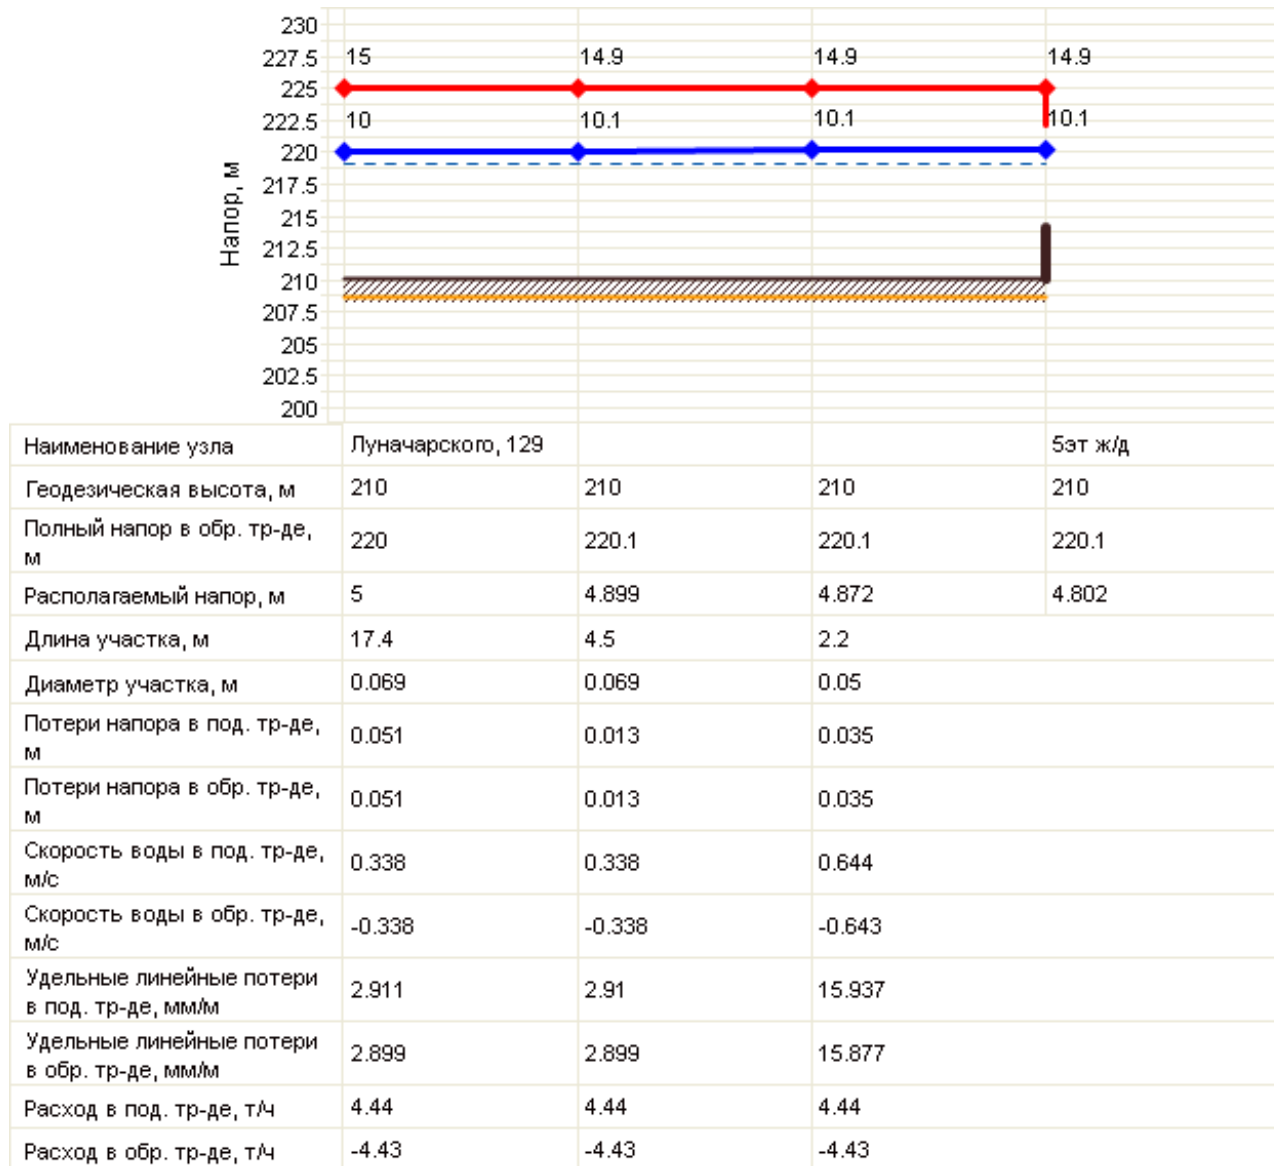 230
227.5 15 14.9 14.9 14.9
225
222.5 10 10.1 10.1 10.1
220
217.5
215
212.5
210
207.5
205
202.5
200
Напор, м
Наименование узла Луначарского, 129 5эт ж/д
Геодезическая высота, м 210 210 210 210
Полный напор в обр. тр-де,
м 220 220.1 220.1 220.1
Располагаемый напор, м 5 4.899 4.872 4.802
Длина участка, м 17.4 4.5 2.2
Диаметр участка, м 0.069 0.069 0.05
Потери напора в под. тр-де,
м 0.051 0.013 0.035
Потери напора в обр. тр-де,
м 0.051 0.013 0.035
Скорость воды в под. тр-де,
м/с 0.338 0.338 0.644
Скорость воды в обр. тр-де,
м/с -0.338 -0.338 -0.643
Удельные линейные потери
в под. тр-де, мм/м 2.911 2.91 15.937
Удельные линейные потери
в обр. тр-де, мм/м 2.899 2.899 15.877
Расход в под. тр-де, т/ч 4.44 4.44 4.44
Расход в обр. тр-де, т/ч -4.43 -4.43 -4.43